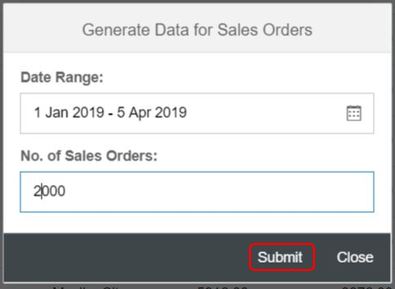 Generate Data for Sales Orders
Date Range:
1 Jan 2019 - 5 Apr 2019
No. of Sales Orders:
2000
Submit Close